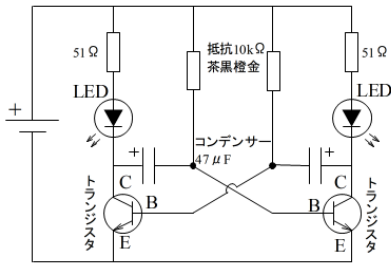 51Ω
抵抗10kΩ
茶黒橙金
51Ω
LED
LED
+
コンデンサー
47μF
+
+
トランジスタ
C
B
E
C
B
E
トランジスタ